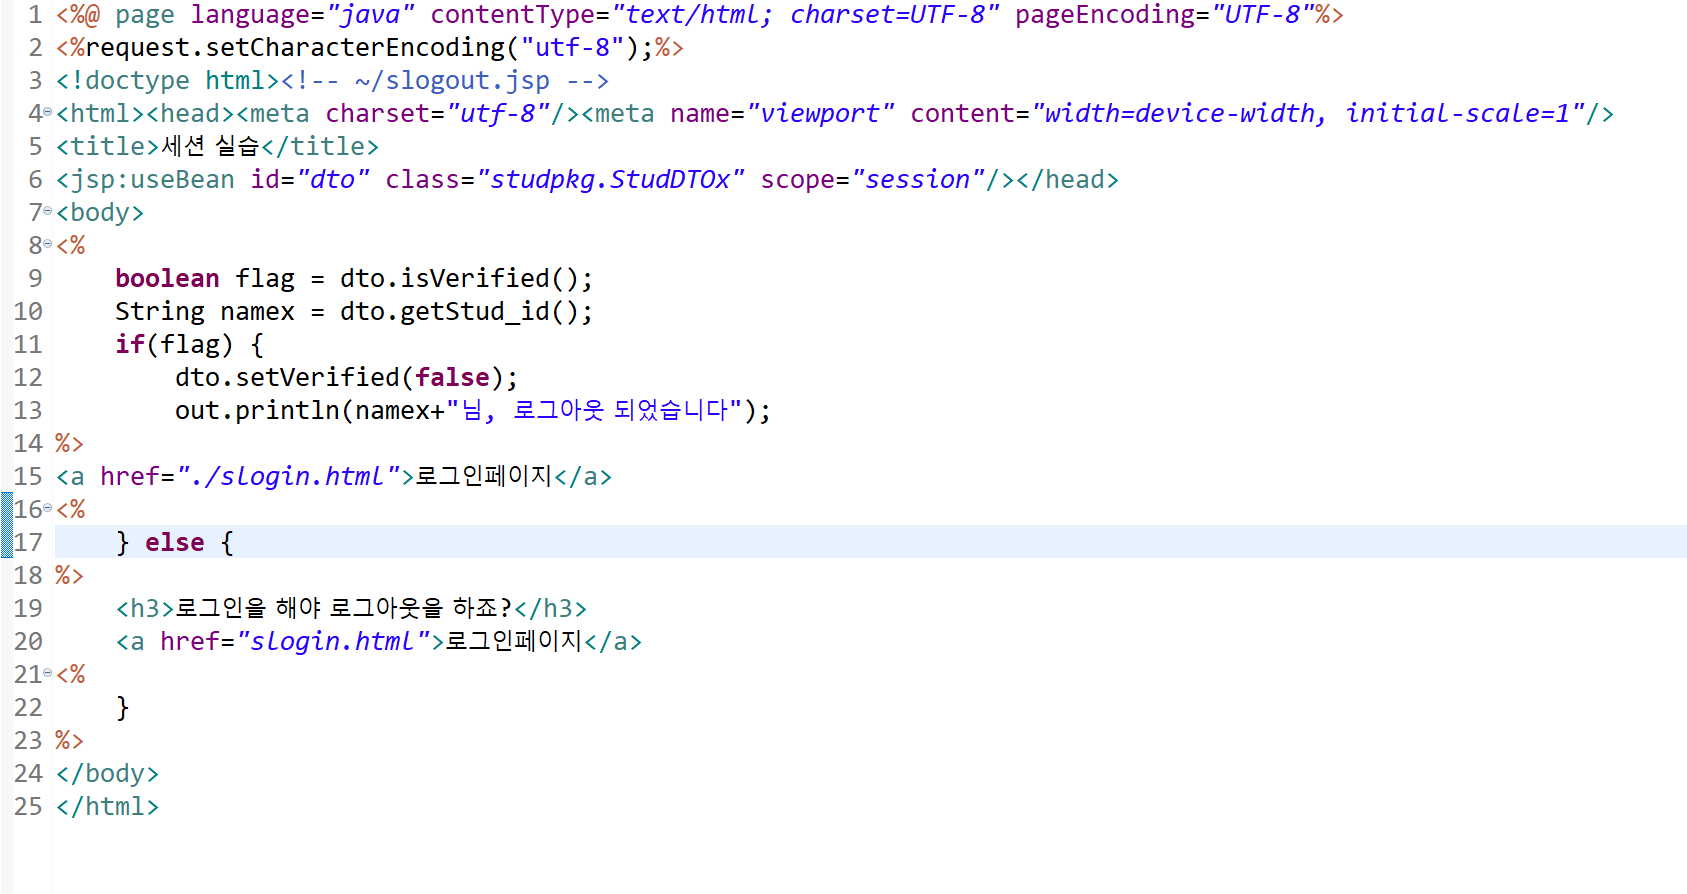 1 <%@ page language="java" contentType="text/html; charset=UTF-8" pageEncoding="UTF-8"%>
2 <%request.setCharacterEncoding("utf-8");%>
3 <!doctype html><!-- ~/slogout.jsp -->
4 <html><head><meta charset="utf-8"/><meta name="viewport" content="width=device-width, initial-scale=1"/>
5 <title>세션 실습</title>
6 <jsp:useBean id="dto" class="studpkg.StudDTOx" scope="session"/></head>
7 <body>
8 <%
9     boolean flag = dto.isVerified();
10     String namex = dto.getStud_id();
11     if(flag) {
12         dto.setVerified(false);
13         out.println(namex+"님, 로그아웃 되었습니다");
14 %>
15 <a href="./slogin.html">로그인페이지</a>
16 <%
17     } else {
18 %>
19     <h3>로그인을 해야 로그아웃을 하죠?</h3>
20     <a href="slogin.html">로그인페이지</a>
21 <%
22     }
23 %>
24 </body>
25 </html>